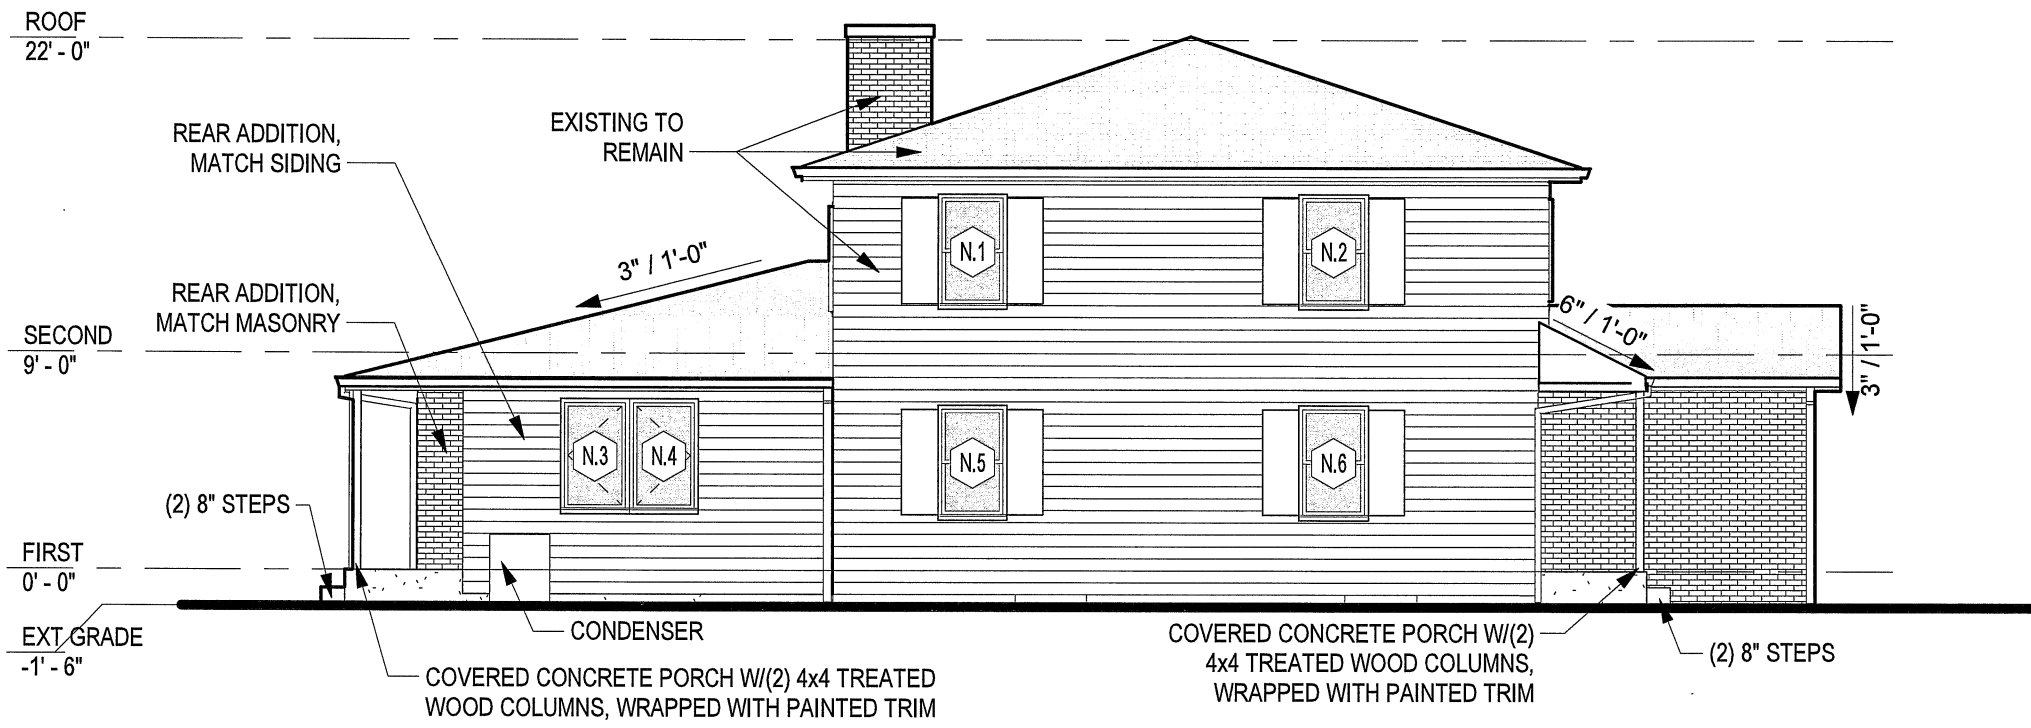 ROOF
22' - 0"
REAR ADDITION,
MATCH SIDING
EXISTING TO
REMAIN
3" / 1'-0"
N.1
N.2
REAR ADDITION,
MATCH MASONRY
SECOND
9' - 0"
6" / 1'-0"
3" / 1'-0"
N.3
N.4
N.5
N.6
(2) 8" STEPS
FIRST
0' - 0"
EXT GRADE
-1' - 6"
CONDENSER
COVERED CONCRETE PORCH W/(2) 4x4 TREATED
WOOD COLUMNS, WRAPPED WITH PAINTED TRIM
COVERED CONCRETE PORCH W/(2)
4x4 TREATED WOOD COLUMNS,
WRAPPED WITH PAINTED TRIM
(2) 8" STEPS